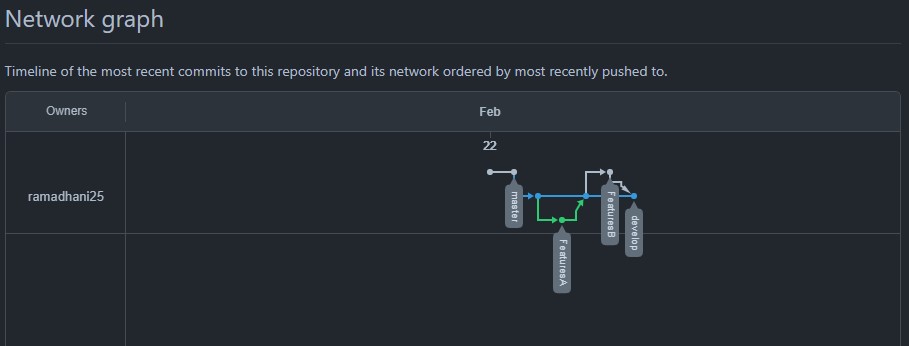 Network graph
Timeline of the most recent commits to this repository and its network ordered by most recently pushed to.
Owners
Feb
22
ramadhani25
master
FeaturesB
develop
FeaturesA